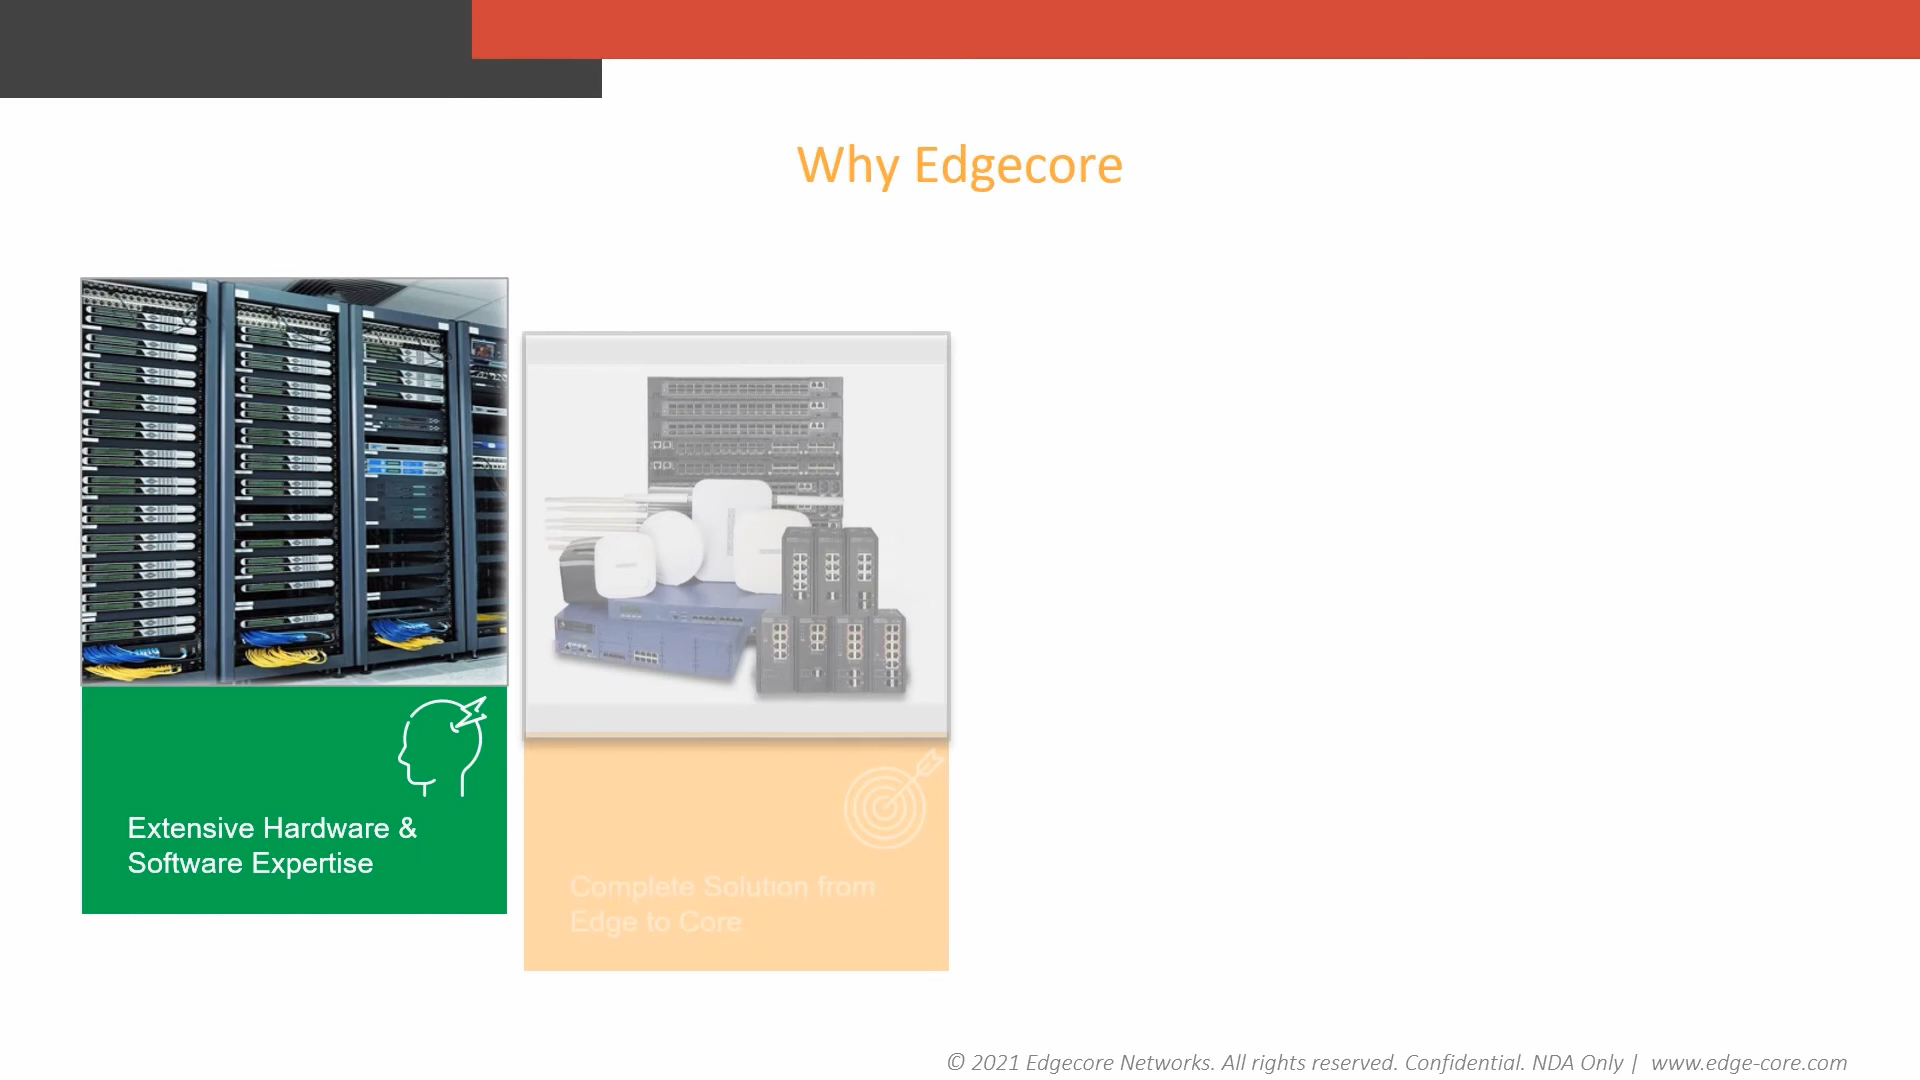 Why Edgecore
Extensive Hardware &
Software Expertise
Complete Solution from
Edge to Core
© 2021 Edgecore Networks. All rights reserved. Confidential. NDA Only | www.edge-core.com